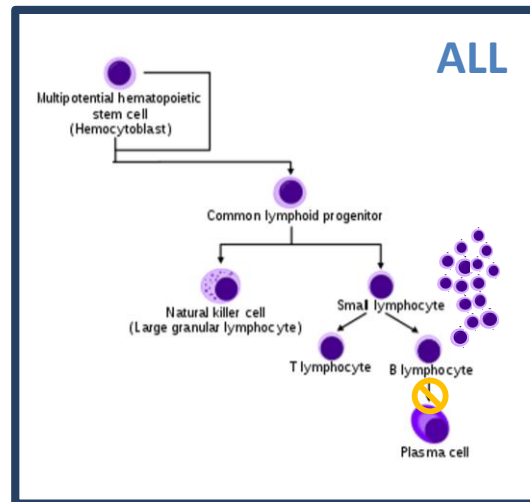 ALL
Multipotential hematopoietic
stem cell
(Hemocytoblast)
Common lymphoid progenitor
Natural killer cell
(Large granular lymphocyte)
Small lymphocyte
T lymphocyte
B lymphocyte
Plasma cell